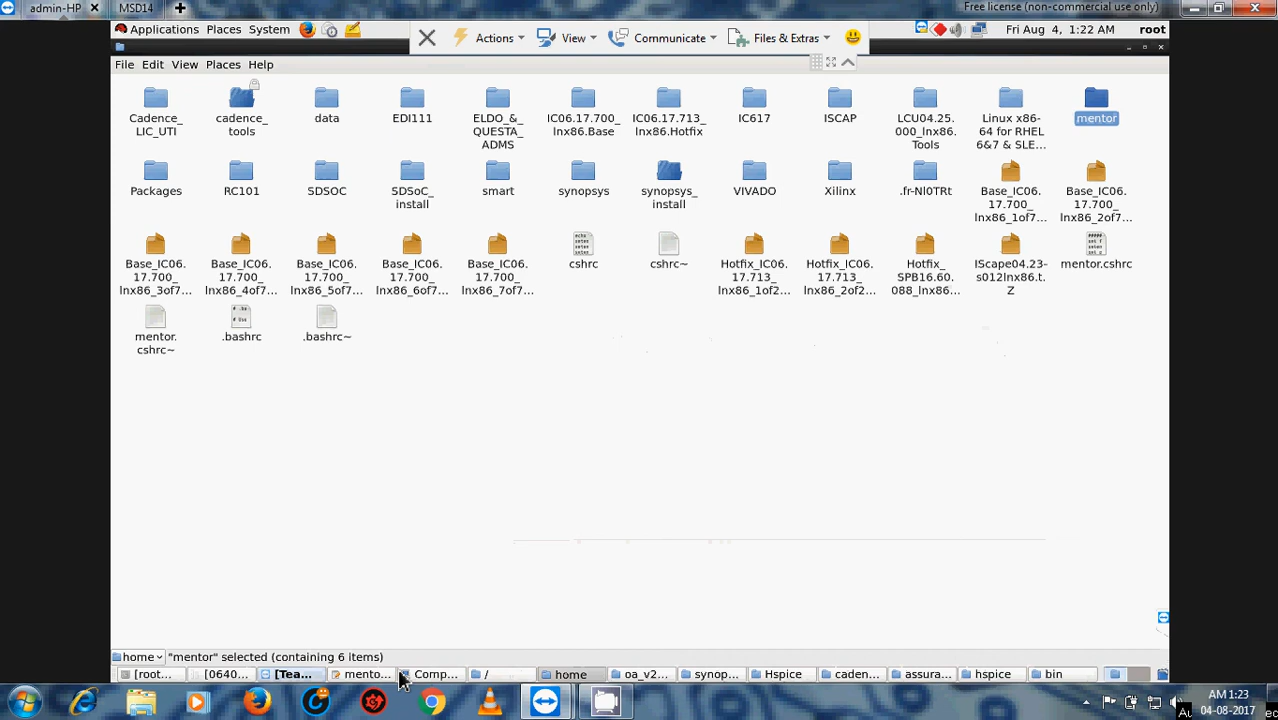 admin-HP
MSD14
Free license (non-commercial use only)
Applications Places System
Actions
View
Communicate
Files & Extras
Fri Aug 4, 1:22 AM
root
File Edit View Places Help
Cadence_
LIC_UTI
cadence_
tools
data
EDI111
ELDO_&_
QUESTA_
ADMS
IC06.17.700_
lnx86.Base
IC06.17.713_
lnx86.Hotfix
IC617
ISCAP
LCU04.25.
000_lnx86.
Tools
Linux x86-
64 for RHEL
6&7 & SLE...
mentor
Packages
RC101
SDSOC
SDSoC_
install
smart
synopsys
synopsys_
install
VIVADO
Xilinx
.fr-NI0TRt
Base_IC06.
17.700_
lnx86_1of7...
Base_IC06.
17.700_
lnx86_2of7...
Base_IC06.
17.700_
lnx86_3of7...
Base_IC06.
17.700_
lnx86_4of7...
Base_IC06.
17.700_
lnx86_5of7...
Base_IC06.
17.700_
lnx86_6of7...
Base_IC06.
17.700_
lnx86_7of7...
cshrc
cshrc~
Hotfix_IC06.
17.713_
lnx86_1of2...
Hotfix_IC06.
17.713_
lnx86_2of2...
Hotfix_
SPB16.60.
088_lnx86...
IScape04.23-
s012lnx86.t.
Z
mentor.cshrc
mentor.
cshrc~
.bashrc
.bashrc~
home
"mentor" selected (containing 6 items)
[root...
[0640...
[Tea...
mento...
Comp...
/
home
oa_v2...
synop...
Hspice
caden...
assura...
hspice
bin
AM 1:23
04-08-2017